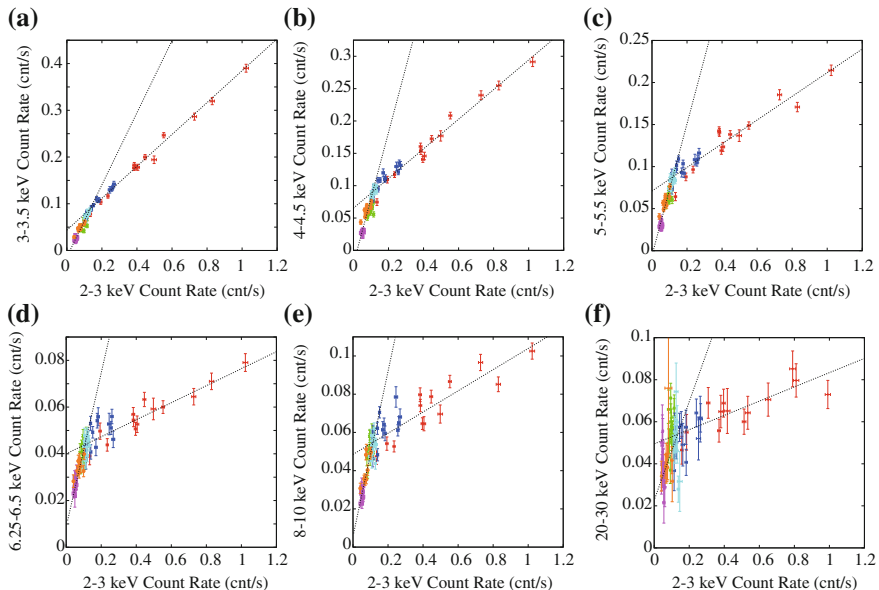 (a)
3-3.5 keV Count Rate (cnt/s)
0.4
0.3
0.2
0.1
0
0 0.2 0.4 0.6 0.8 1 1.2
2-3 keV Count Rate (cnt/s)
(b)
4-4.5 keV Count Rate (cnt/s)
0.3
0.25
0.2
0.15
0.1
0.05
0
0 0.2 0.4 0.6 0.8 1 1.2
2-3 keV Count Rate (cnt/s)
(c)
5-5.5 keV Count Rate (cnt/s)
0.25
0.2
0.15
0.1
0.05
0
0 0.2 0.4 0.6 0.8 1 1.2
2-3 keV Count Rate (cnt/s)
(d)
6.25-6.5 keV Count Rate (cnt/s)
0.08
0.06
0.04
0.02
0
0 0.2 0.4 0.6 0.8 1 1.2
2-3 keV Count Rate (cnt/s)
(e)
8-10 keV Count Rate (cnt/s)
0.1
0.08
0.06
0.04
0.02
0
0 0.2 0.4 0.6 0.8 1 1.2
2-3 keV Count Rate (cnt/s)
(f)
20-30 keV Count Rate (cnt/s)
0.1
0.08
0.06
0.04
0.02
0
0 0.2 0.4 0.6 0.8 1 1.2
2-3 keV Count Rate (cnt/s)